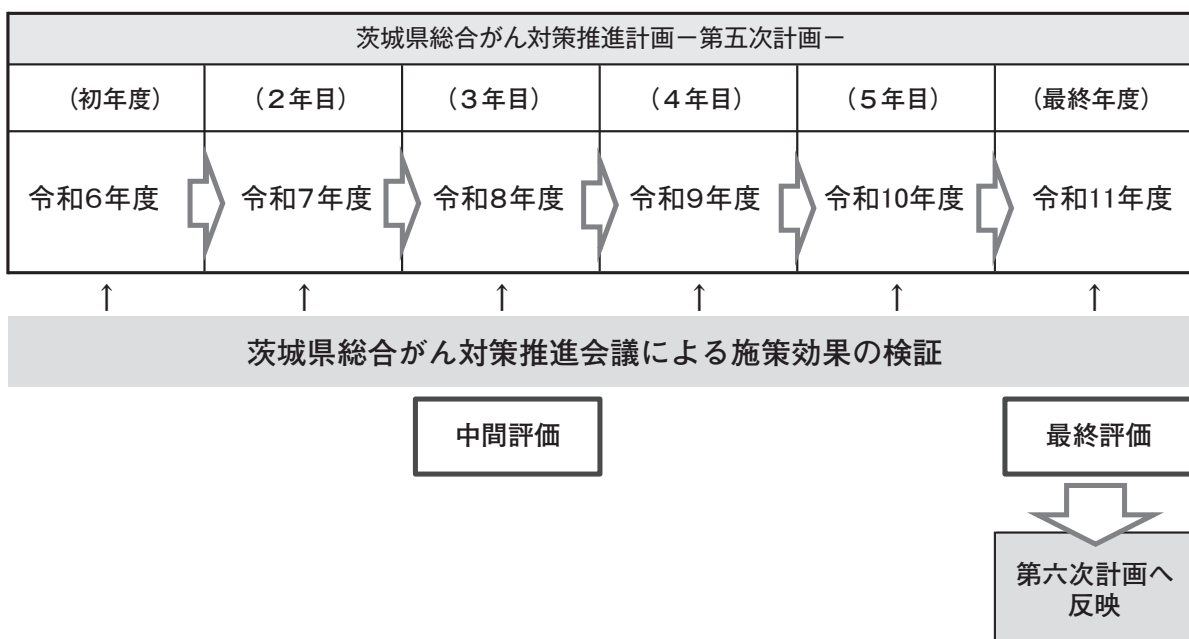 茨城県総合がん対策推進計画－第五次計画－
（初年度）
（２年目）
（３年目）
（４年目）
（５年目）
（最終年度）
令和6年度
令和7年度
令和8年度
令和9年度
令和10年度
令和11年度
↑ ↑ ↑ ↑ ↑ ↑
茨城県総合がん対策推進会議による施策効果の検証
中間評価
最終評価
第六次計画へ
反映